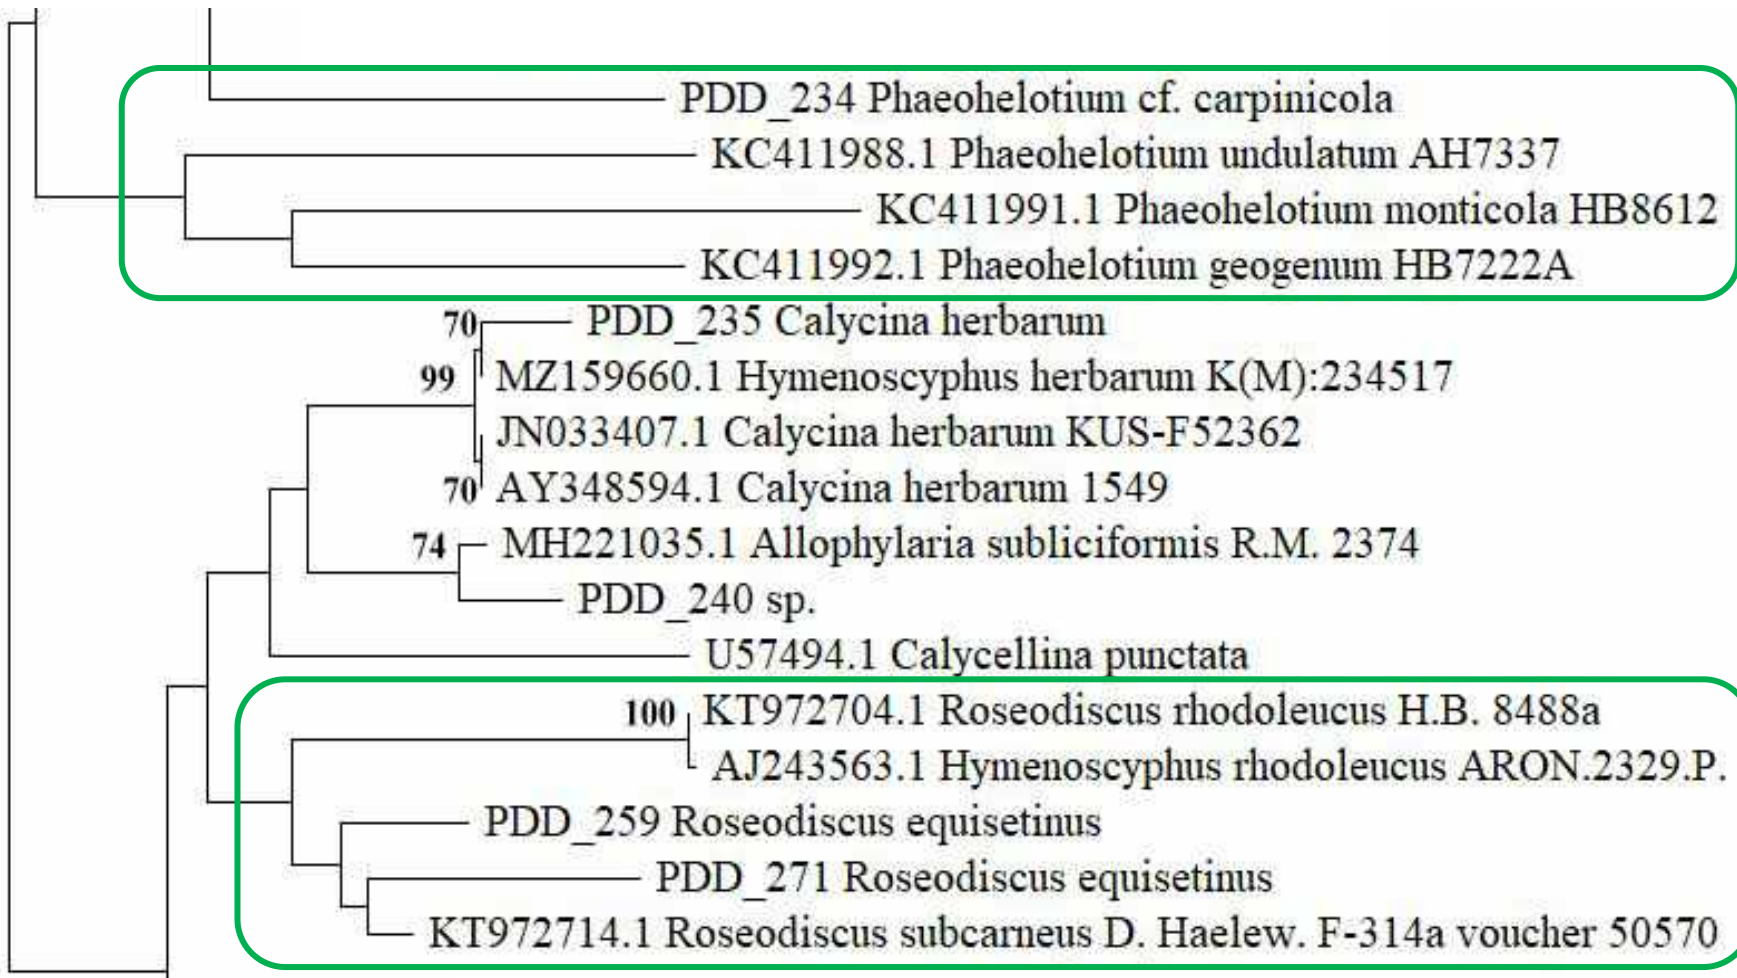 PDD_234 Phaeohelotium cf. carpinicola
KC411988.1 Phaeohelotium undulatum AH7337
KC411991.1 Phaeohelotium monticola HB8612
KC411992.1 Phaeohelotium geogenum HB7222A
70 PDD_235 Calycina herbarum
99 MZ159660.1 Hymenoscyphus herbarum K(M):234517
JN033407.1 Calycina herbarum KUS-F52362
70 AY348594.1 Calycina herbarum 1549
74 MH221035.1 Allophylaria subliciformis R.M. 2374
PDD_240 sp.
U57494.1 Calycellina punctata
100 KT972704.1 Roseodiscus rhodoleucus H.B. 8488a
AJ243563.1 Hymenoscyphus rhodoleucus ARON.2329.P.
PDD_259 Roseodiscus equisetinus
PDD_271 Roseodiscus equisetinus
KT972714.1 Roseodiscus subcarneus D. Haelew. F-314a voucher 50570